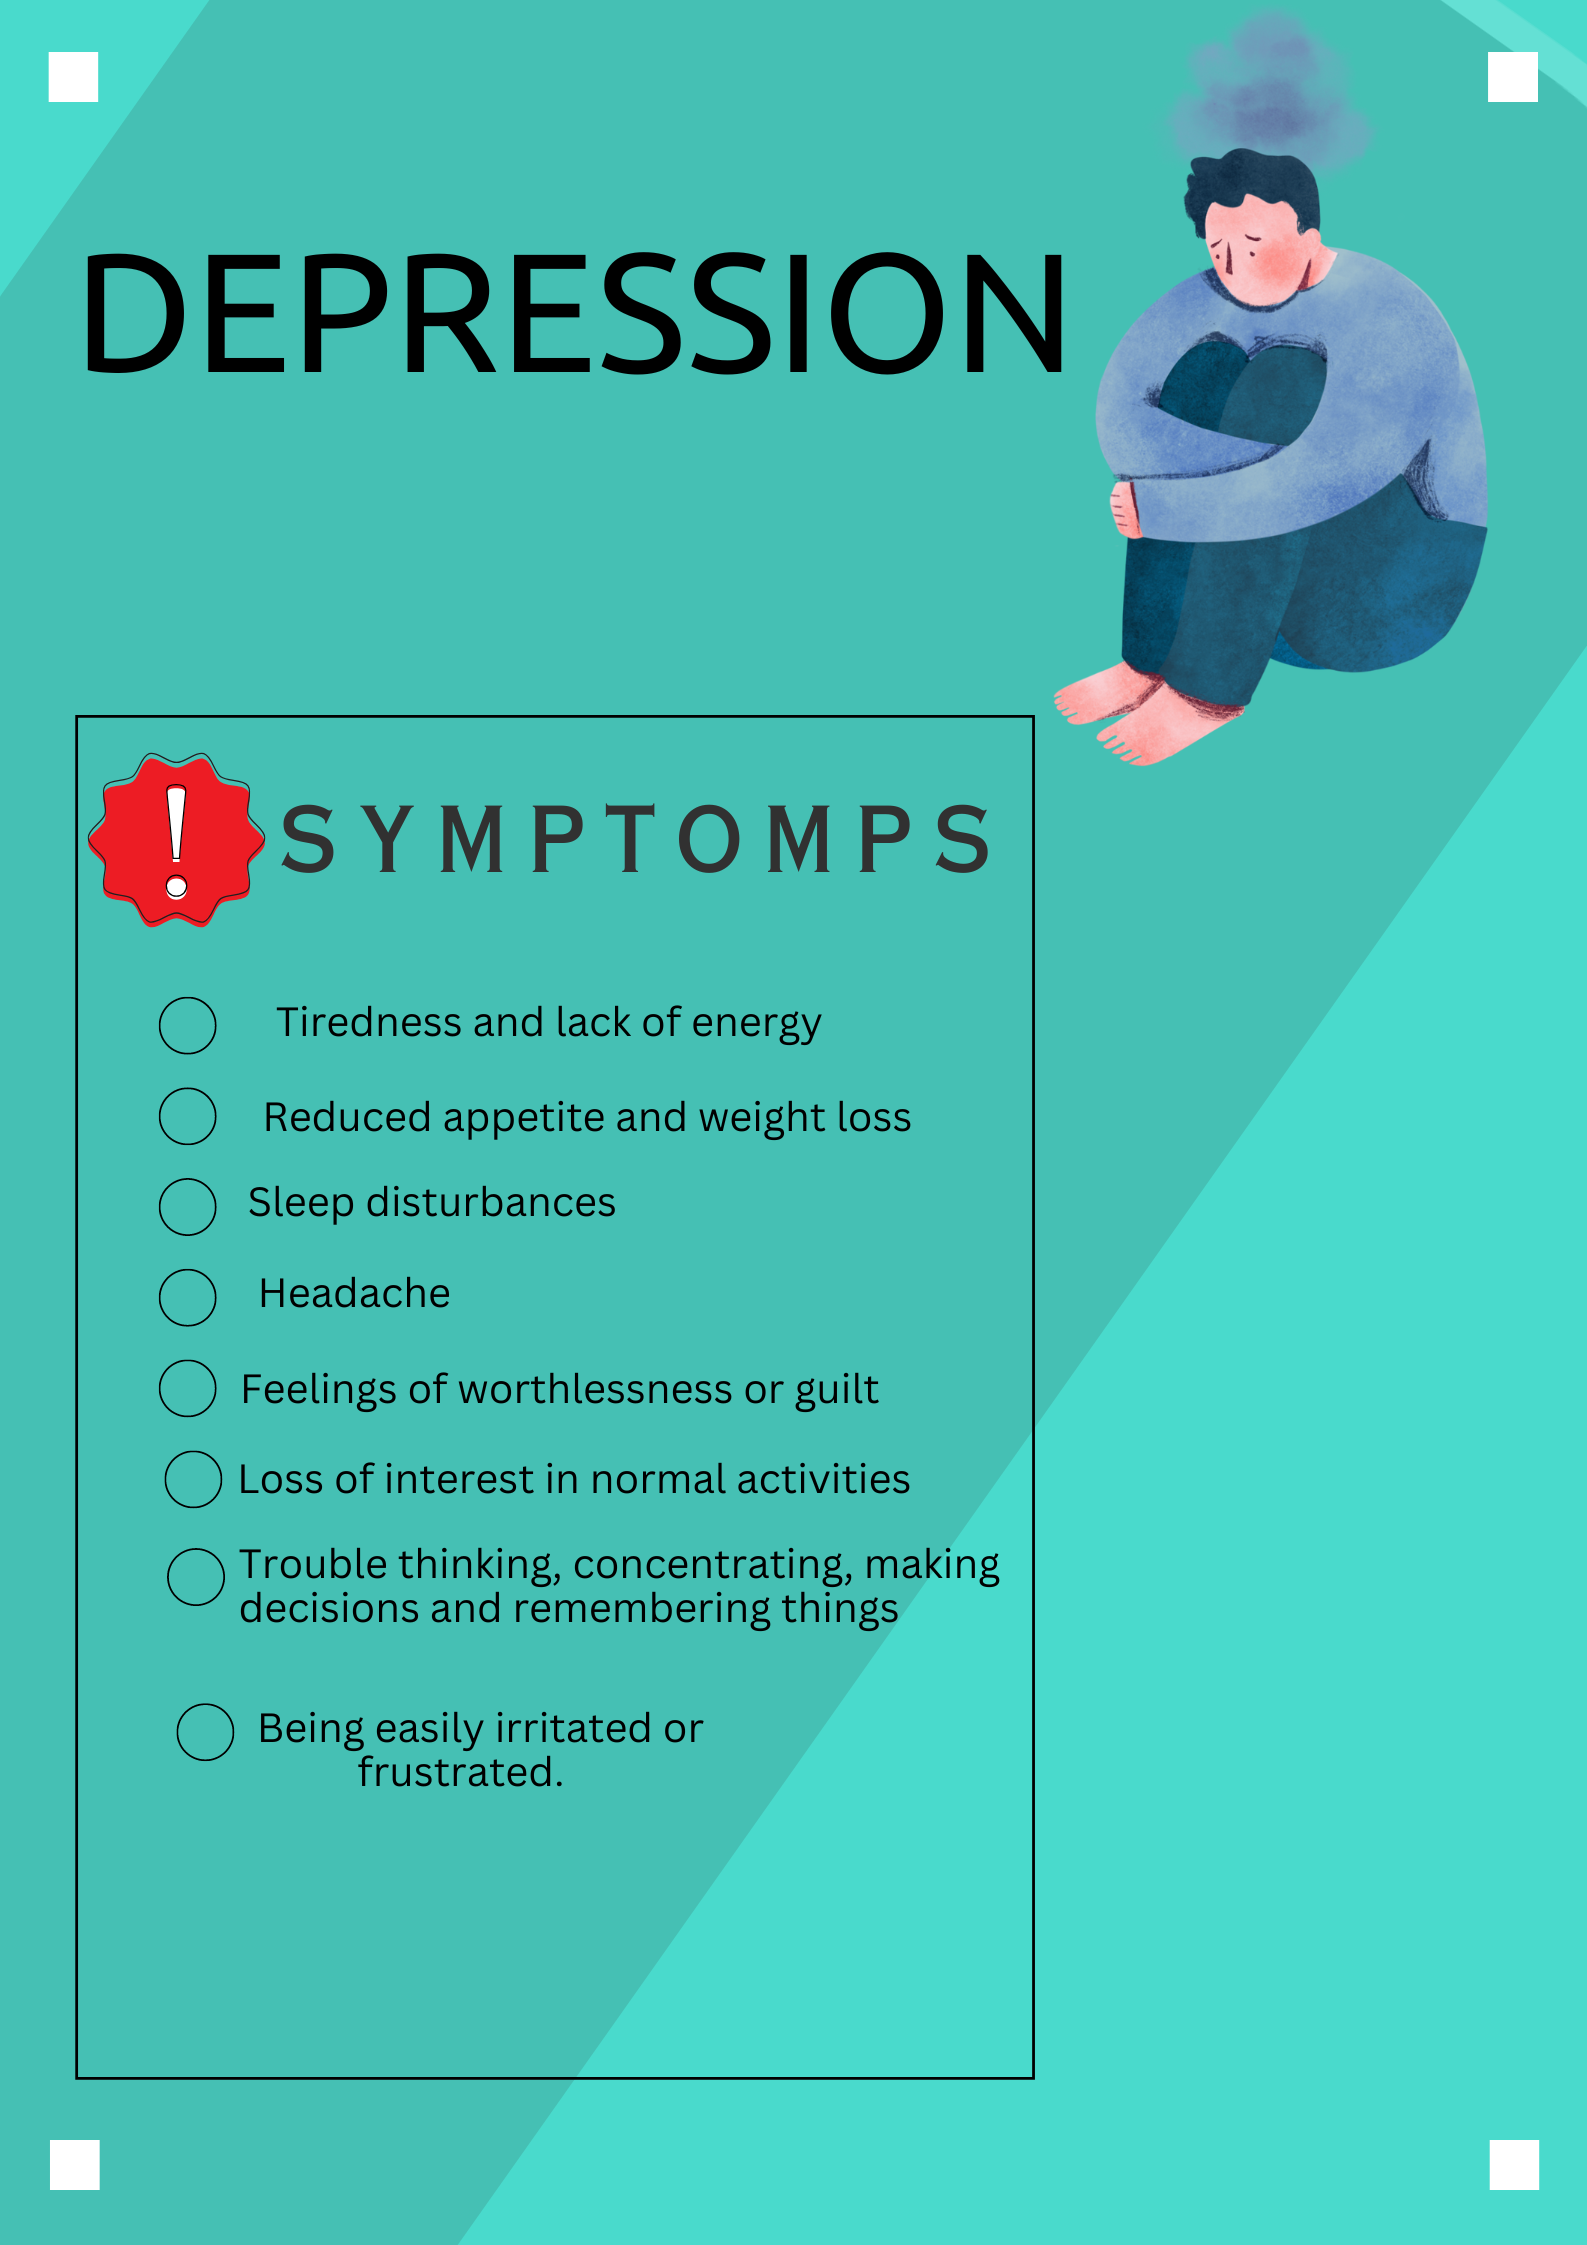 DEPRESSION
SYMPTOMPS
Tiredness and lack of energy
Reduced appetite and weight loss
Sleep disturbances
Headache
Feelings of worthlessness or guilt
Loss of interest in normal activities
Trouble thinking, concentrating, making
decisions and remembering things
Being easily irritated or
frustrated.